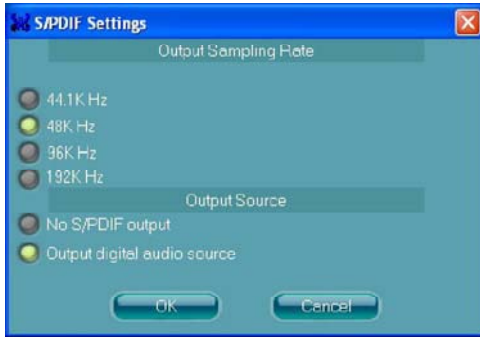 S/PDIF Settings
Output Sampling Rate
44.1K Hz
48K Hz
96K Hz
192K Hz
Output Source
No S/PDIF output
Output digital audio source
OK
Cancel